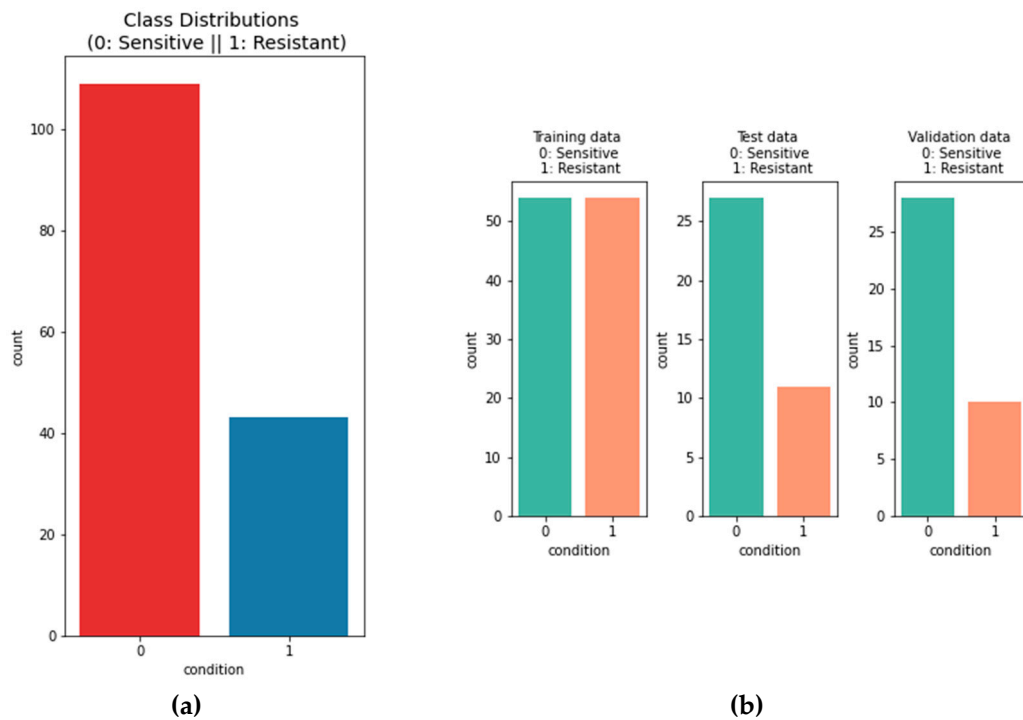 Class Distributions
(0: Sensitive || 1: Resistant)
count
100
80
60
40
20
0
0 1
condition
(a)
Training data
0: Sensitive
1: Resistant
count
50
40
30
20
10
0
0 1
condition
Test data
0: Sensitive
1: Resistant
count
25
20
15
10
5
0
0 1
condition
Validation data
0: Sensitive
1: Resistant
count
25
20
15
10
5
0
0 1
condition
(b)